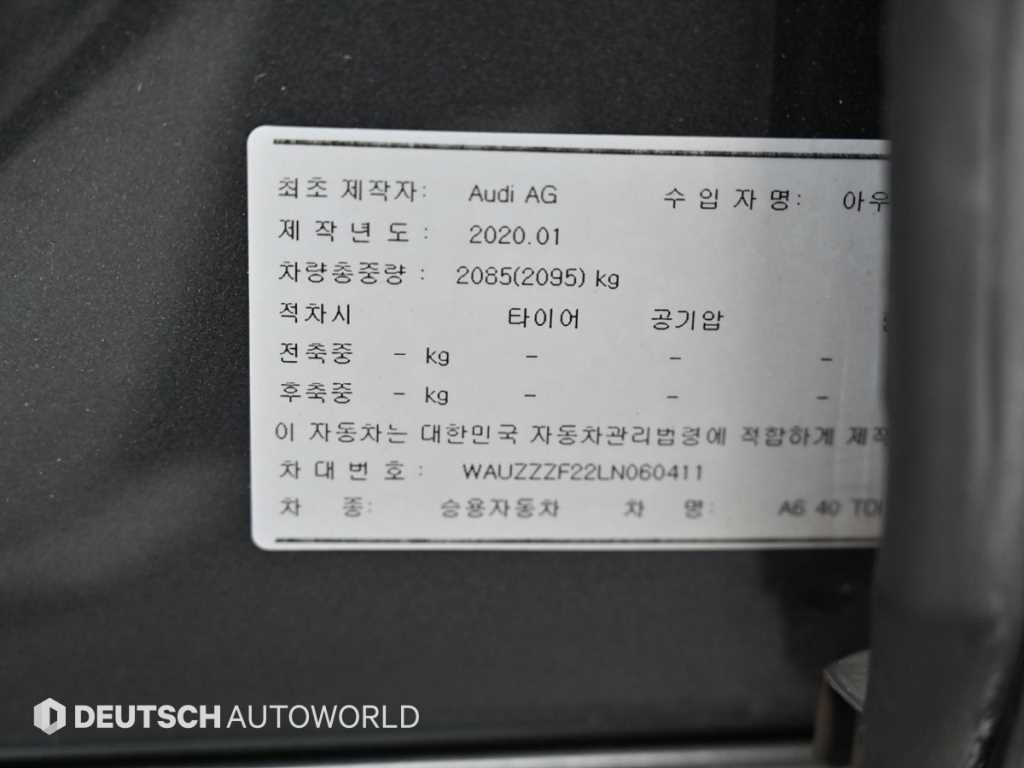 최초 제작자: Audi AG 수 입 자 명: 아우
제 작 년 도 : 2020.01
차량총중량 : 2085(2095) kg
적차시 타이어 공기압
전축중 - kg - - -
후축중 - kg - - -
이 자동차는 대한민국 자동차관리법령에 적합하게 제작
차 대 번 호 : WAUZZZF22LN060411
차 종: 승용자동차 차 명: A6 40 TDI
DEUTSCH AUTOWORLD